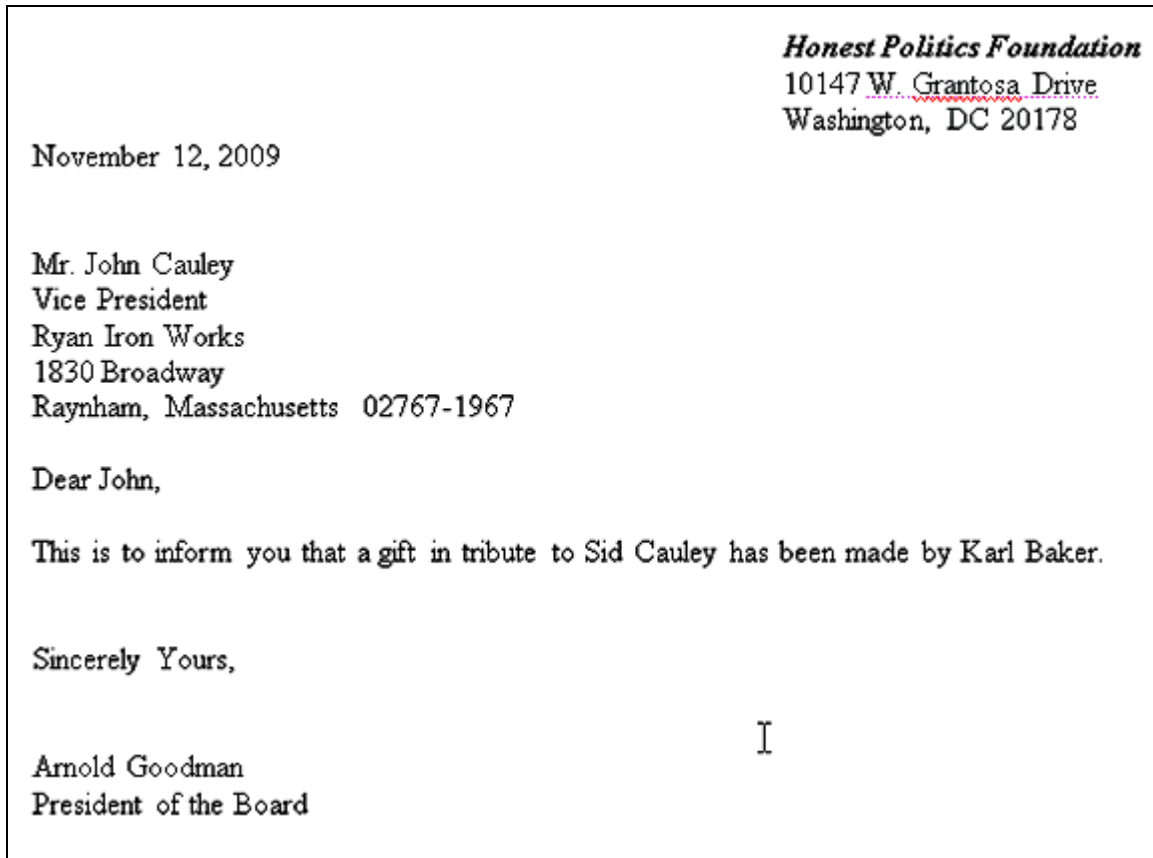 Honest Politics Foundation
10147 W. Grantosa Drive
Washington, DC 20178
November 12, 2009
Mr. John Cauley
Vice President
Ryan Iron Works
1830 Broadway
Raynham, Massachusetts 02767-1967
Dear John,
This is to inform you that a gift in tribute to Sid Cauley has been made by Karl Baker.
Sincerely Yours,
Arnold Goodman
President of the Board